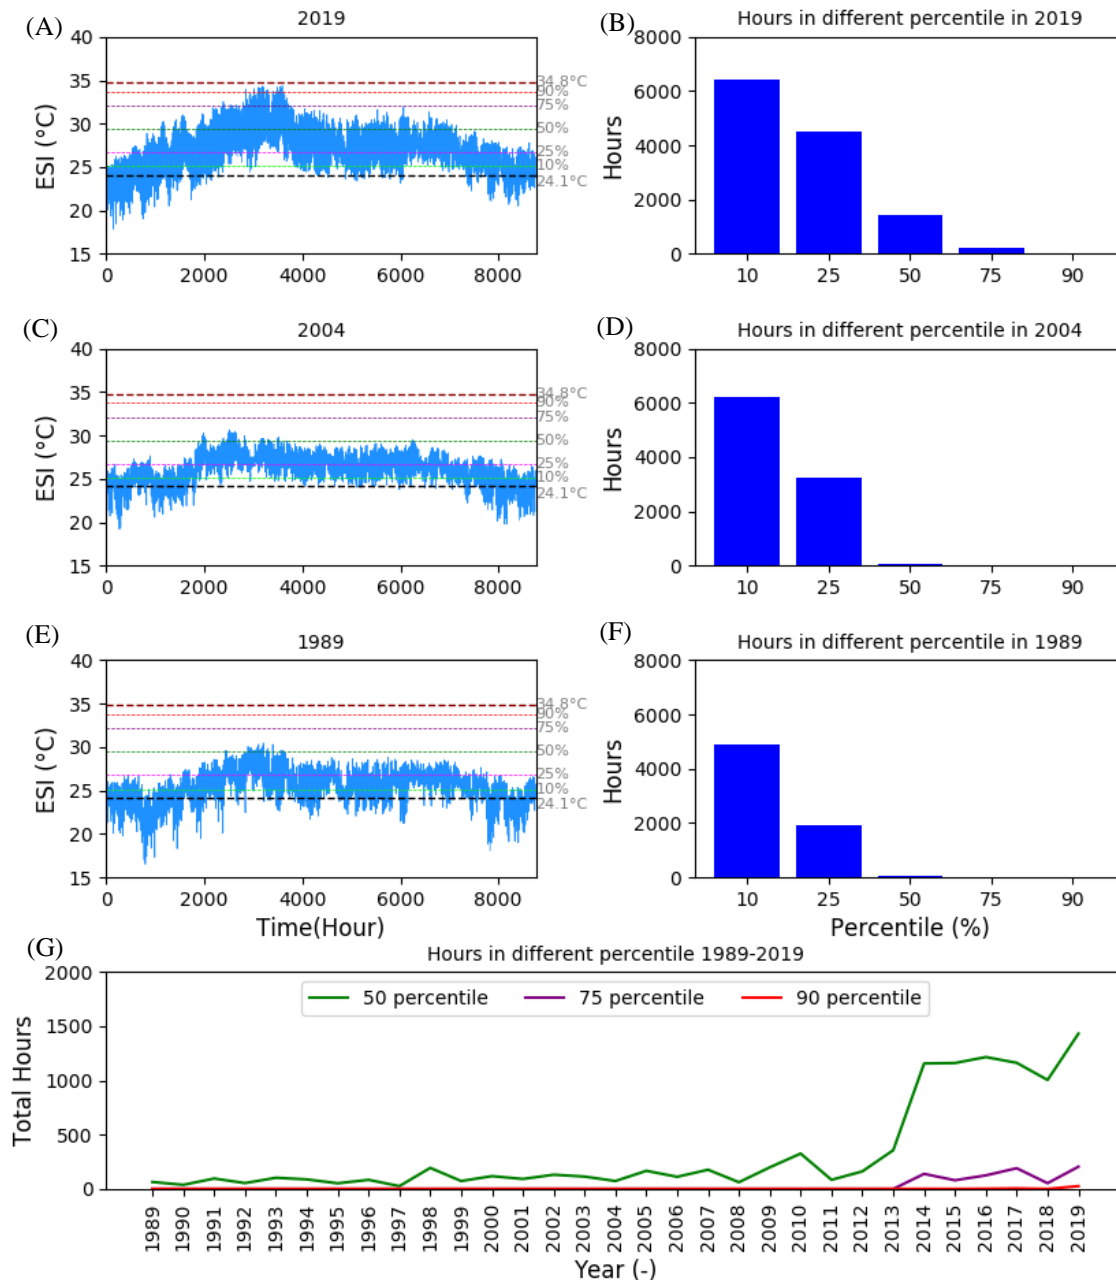 (A)
2019
40
35
30
25
20
15
ESI (°C)
34.8°C
90%
75%
50%
25%
10%
24.1°C
0 2000 4000 6000 8000
(B)
Hours in different percentile in 2019
8000
6000
4000
2000
0
Hours
10 25 50 75 90
(C)
2004
40
35
30
25
20
15
ESI (°C)
34.8°C
90%
75%
50%
25%
10%
24.1°C
0 2000 4000 6000 8000
(D)
Hours in different percentile in 2004
8000
6000
4000
2000
0
Hours
10 25 50 75 90
(E)
1989
40
35
30
25
20
15
ESI (°C)
34.8°C
90%
75%
50%
25%
10%
24.1°C
0 2000 4000 6000 8000
Time(Hour)
(F)
Hours in different percentile in 1989
8000
6000
4000
2000
0
Hours
10 25 50 75 90
Percentile (%)
(G)
Hours in different percentile 1989-2019
50 percentile 75 percentile 90 percentile
2000
1500
1000
500
0
Total Hours
1989 1990 1991 1992 1993 1994 1995 1996 1997 1998 1999 2000 2001 2002 2003 2004 2005 2006 2007 2008 2009 2010 2011 2012 2013 2014 2015 2016 2017 2018 2019
Year (-)